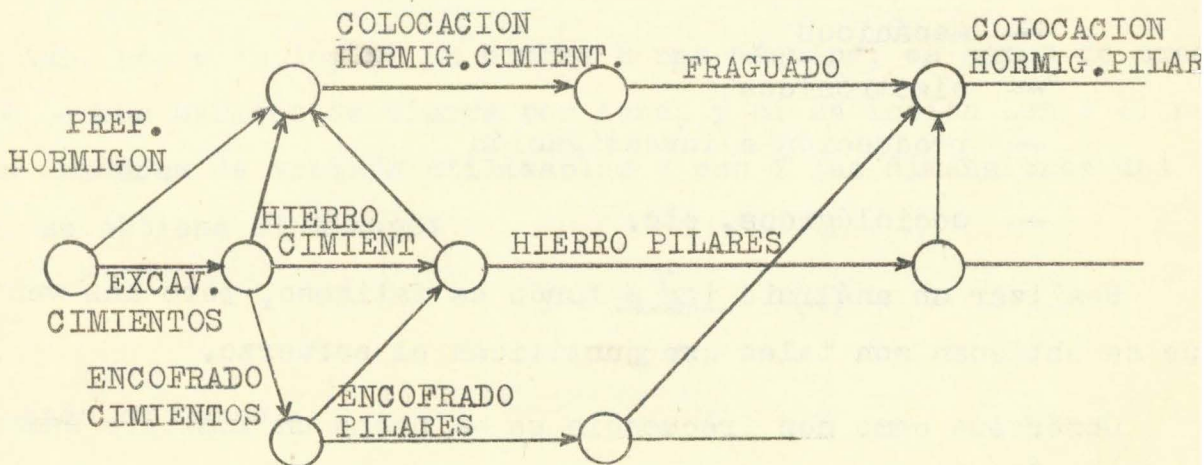 COLOCACION
HORMIG.CIMIENT.
FRAGUADO
COLOCACION
HORMIG.PILAR
PREP.
HORMIGON
HIERRO
CIMIENT
HIERRO PILARES
EXCAV.
CIMIENTOS
ENCOFRADO
CIMIENTOS
ENCOFRADO
PILARES